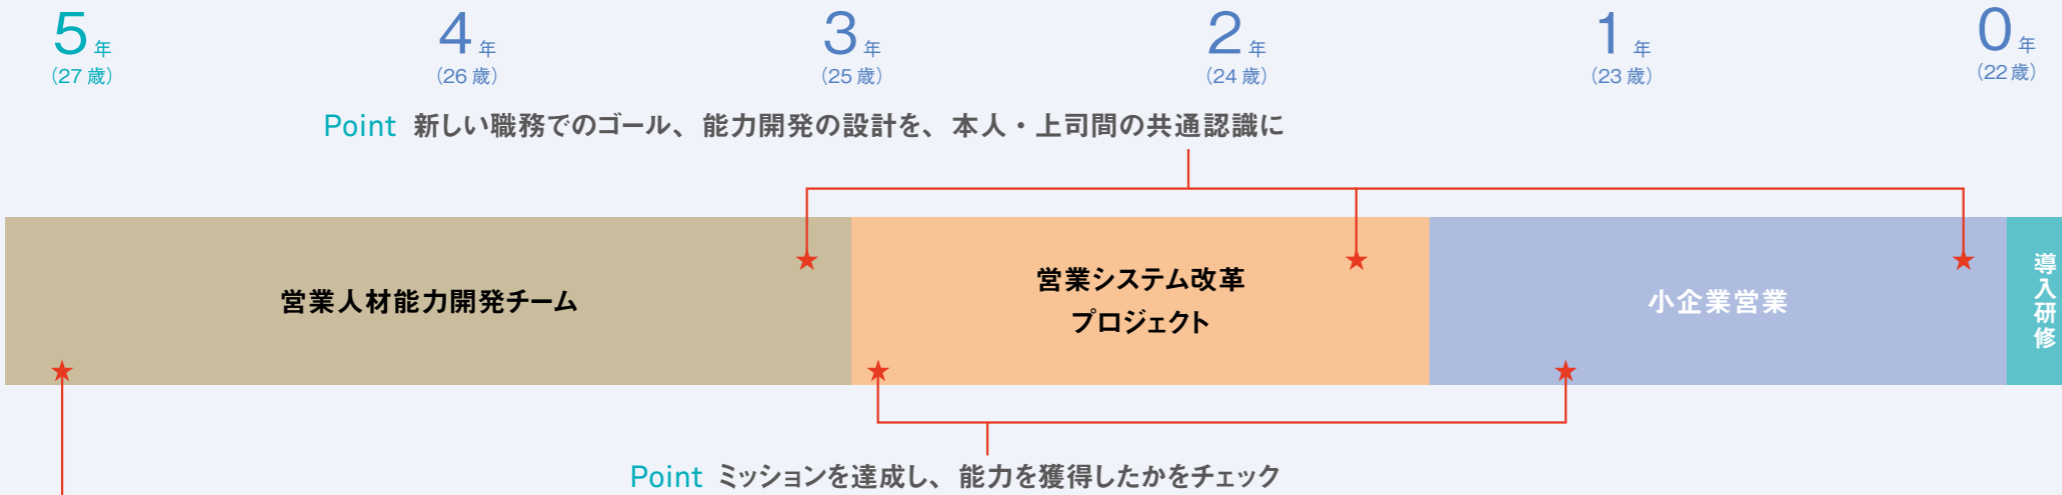 5年 4年 3年 2年 1年 0年
(27歳) (26歳) (25歳) (24歳) (23歳) (22歳)
Point 新しい職務でのゴール、能力開発の設計を、本人・上司間の共通認識に
営業人材能力開発チーム
営業システム改革
プロジェクト
小企業営業
導入研修
Point ミッションを達成し、能力を獲得したかをチェック